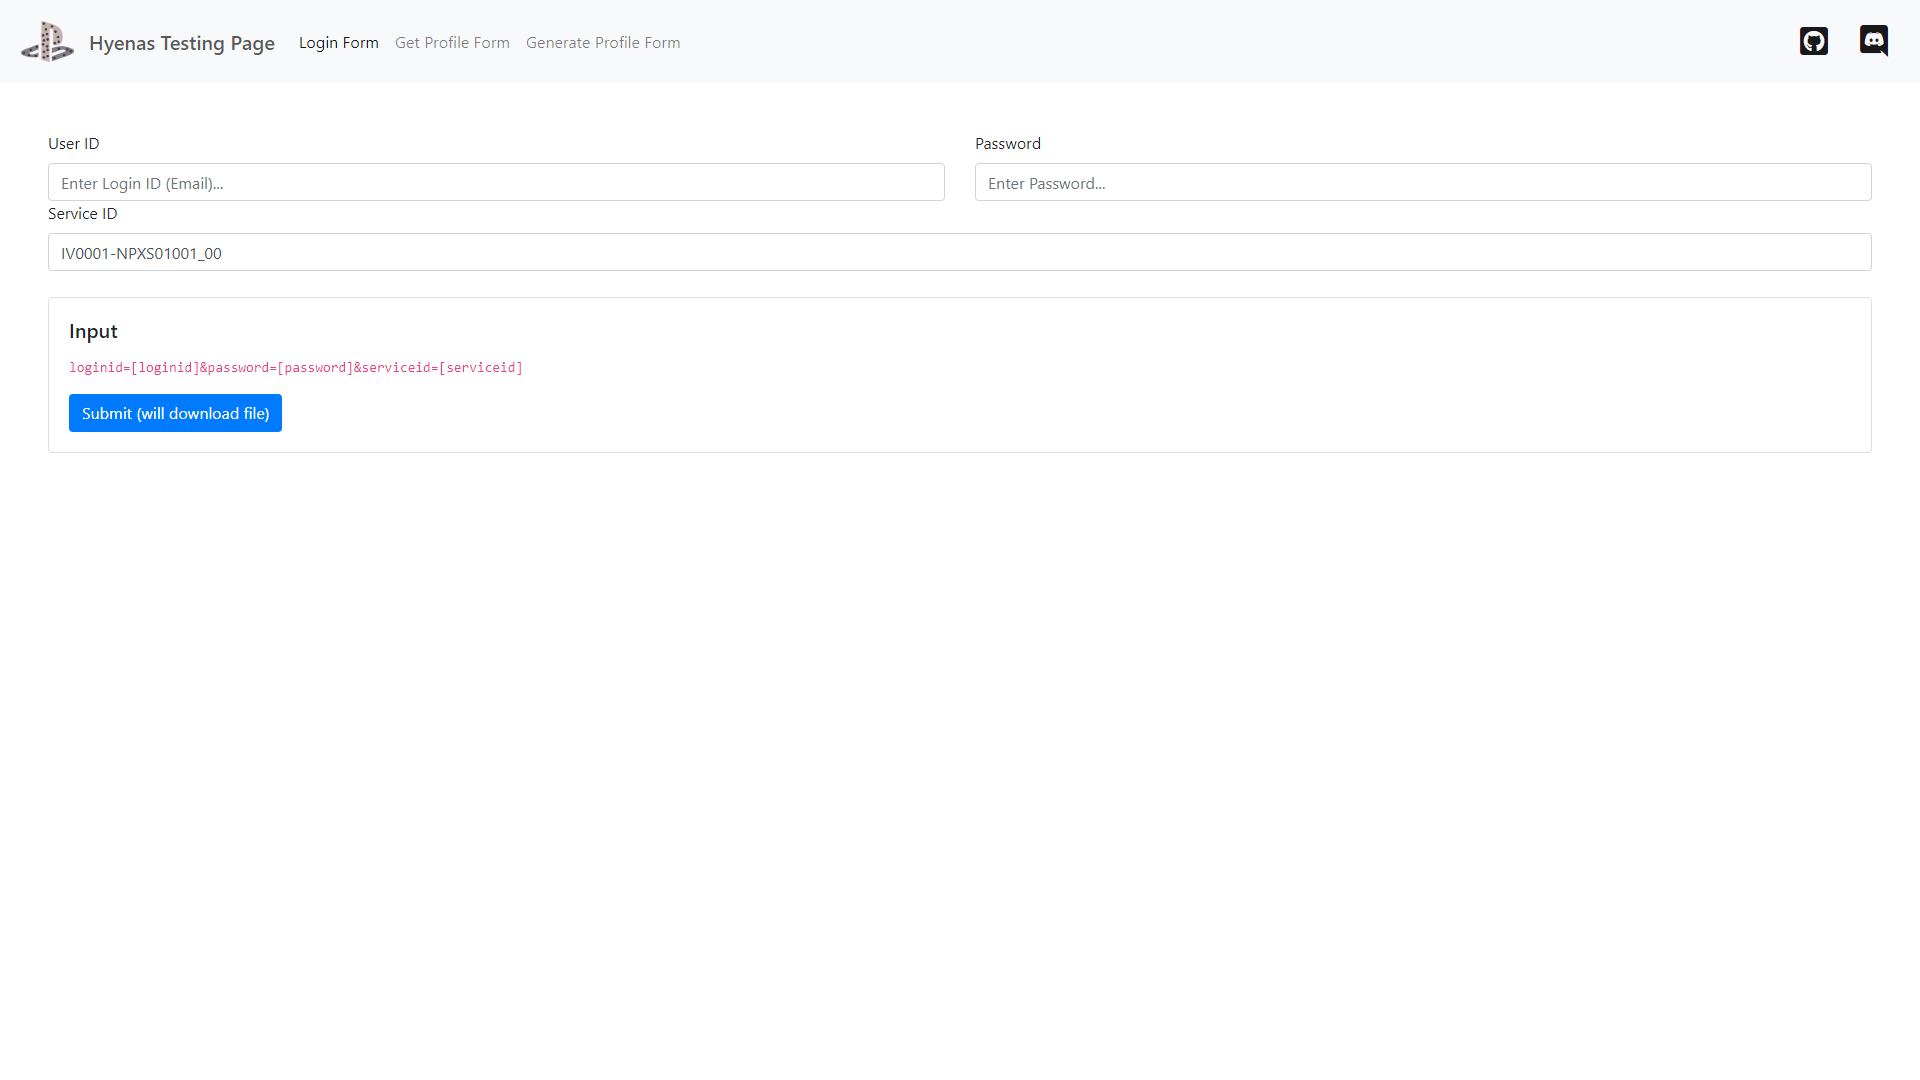 Hyenas Testing Page Login Form Get Profile Form Generate Profile Form
User ID Password
Enter Login ID (Email)... Enter Password...
Service ID
IV0001-NPXS01001_00
Input
loginid=[loginid]&password=[password]&serviceid=[serviceid]
Submit (will download file)